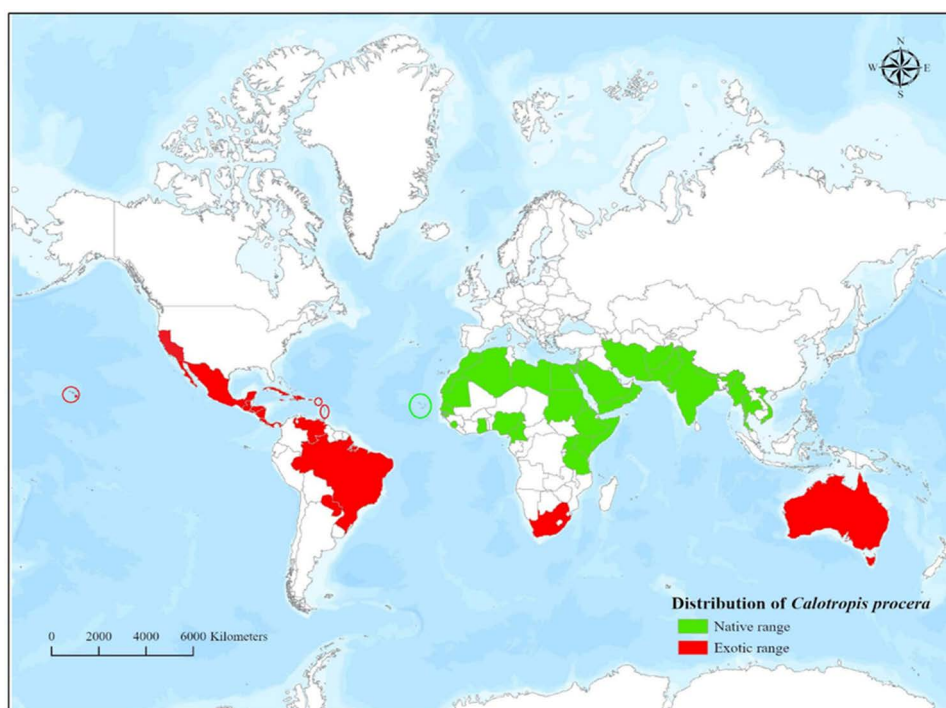 N
W E
S
Distribution of Calotropis procera
Native range
Exotic range
0 2000 4000 6000 Kilometers